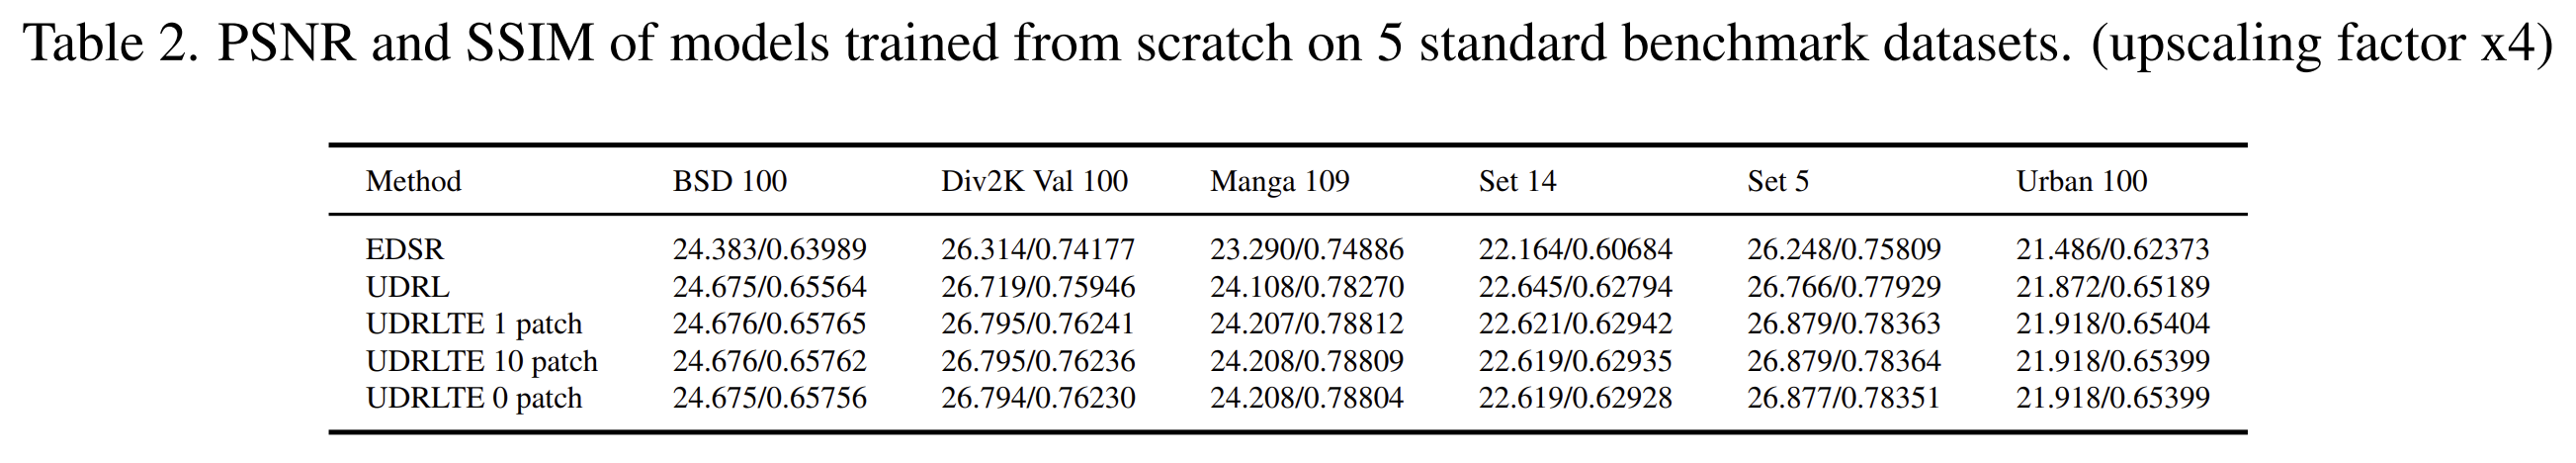 Table 2. PSNR and SSIM of models trained from scratch on 5 standard benchmark datasets. (upscaling factor x4)
Method BSD 100 Div2K Val 100 Manga 109 Set 14 Set 5 Urban 100
EDSR 24.383/0.63989 26.314/0.74177 23.290/0.74886 22.164/0.60684 26.248/0.75809 21.486/0.62373
UDRL 24.675/0.65564 26.719/0.75946 24.108/0.78270 22.645/0.62794 26.766/0.77929 21.872/0.65189
UDRLTE 1 patch 24.676/0.65765 26.795/0.76241 24.207/0.78812 22.621/0.62942 26.879/0.78363 21.918/0.65404
UDRLTE 10 patch 24.676/0.65762 26.795/0.76236 24.208/0.78809 22.619/0.62935 26.879/0.78364 21.918/0.65399
UDRLTE 0 patch 24.675/0.65756 26.794/0.76230 24.208/0.78804 22.619/0.62928 26.877/0.78351 21.918/0.65399